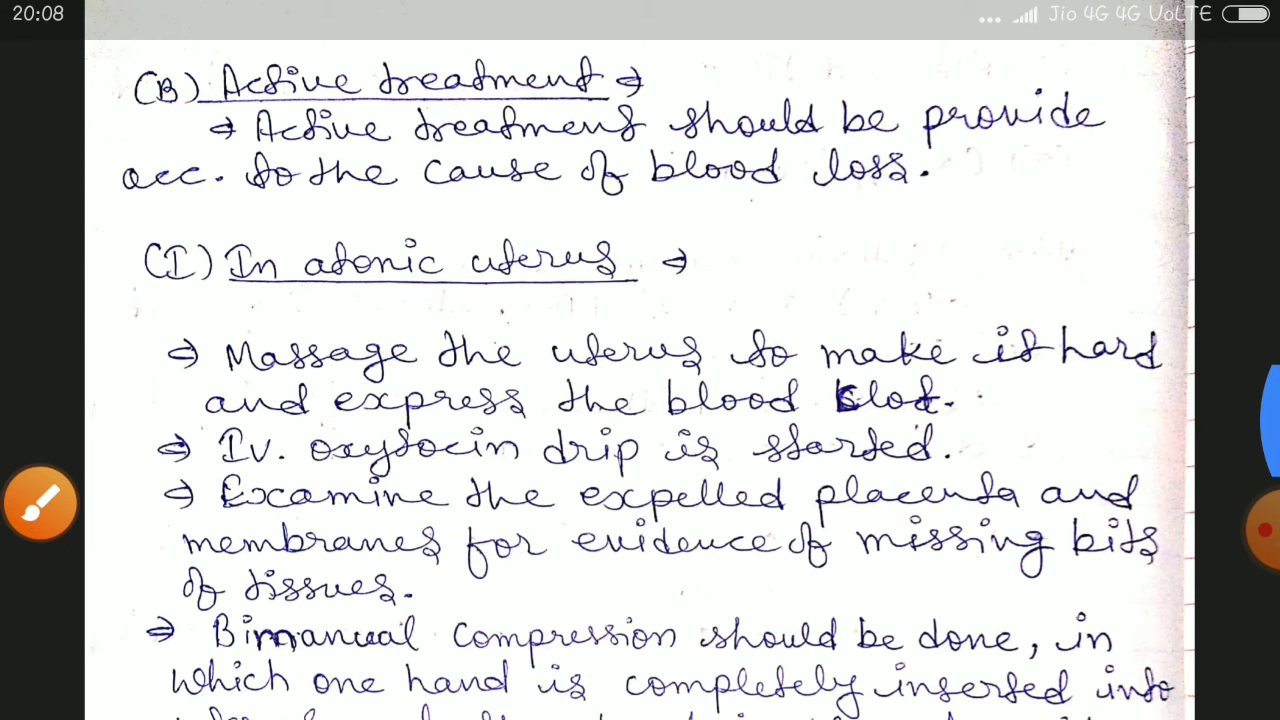 20:08
Jio 4G 4G VoLTE
(B) Active treatment ⇒
⇒ Active treatment should be provide
acc. to the cause of blood loss.
(I) In atonic uterus ⇒
⇒ Massage the uterus to make it hard
and express the blood clot.
⇒ Iv. oxytocin drip is started.
⇒ Examine the expelled placenta and
membranes for evidence of missing bits
of tissues.
⇒ Bimanual compression should be done, in
which one hand is completely inserted into